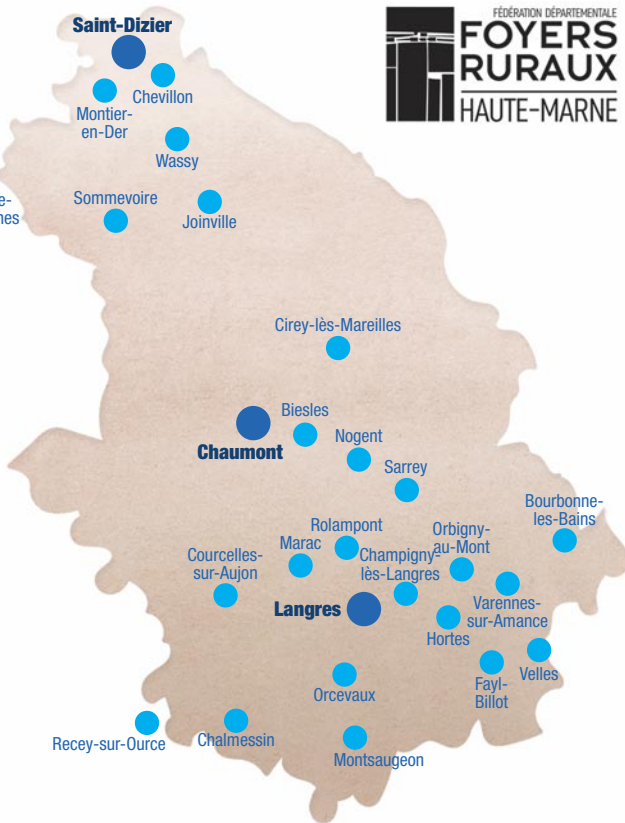 FÉDÉRATION DÉPARTEMENTALE
FOYERS
RURAUX
HAUTE-MARNE
Saint-Dizier
Chevillon
Montier-
en-Der
Wassy
Sommevoire
Joinville
Cirey-lès-Mareilles
Biesles
Chaumont
Nogent
Sarrey
Bourbonne-
les-Bains
Rolampont
Orbigny-
au-Mont
Marac
Champigny-
lès-Langres
Courcelles-
sur-Aujon
Langres
Varennes-
sur-Amance
Hortes
Velles
Fayl-
Billot
Orcevaux
Recey-sur-Ource
Chalmessin
Montsaugeon